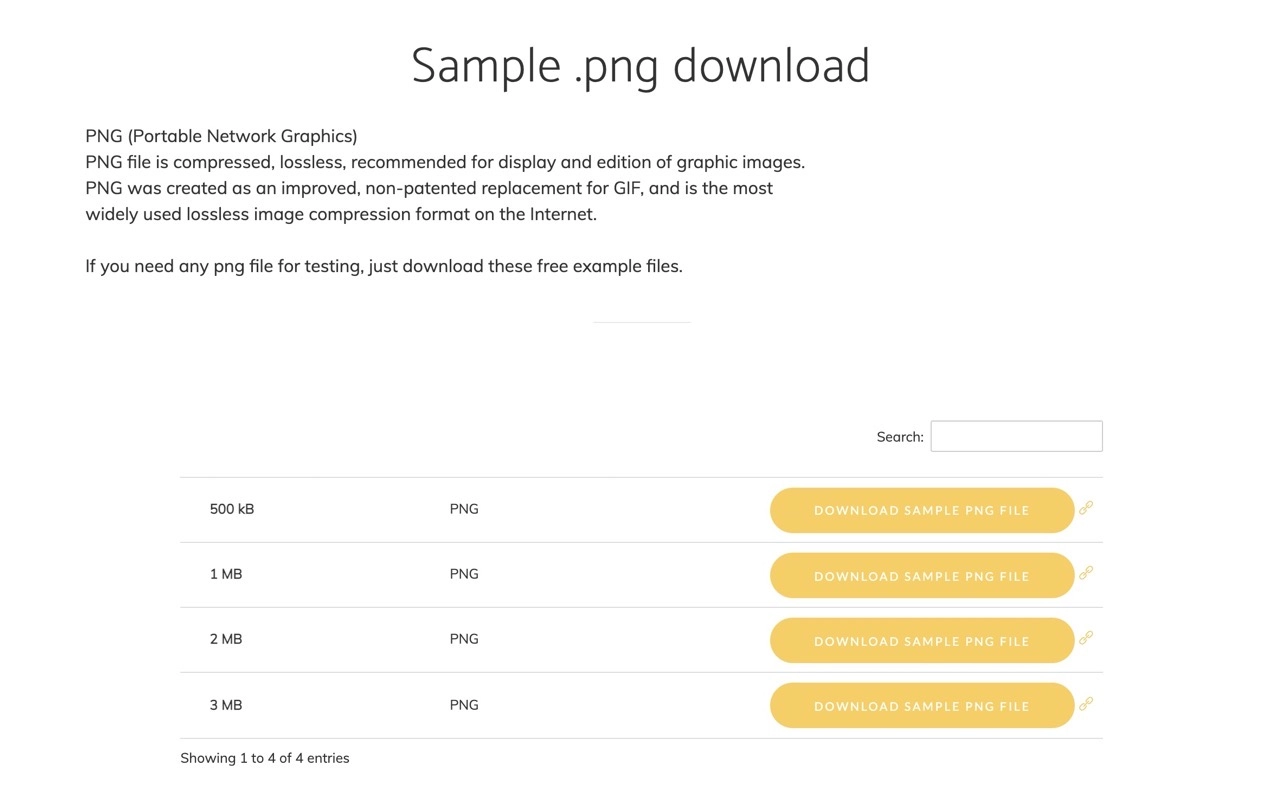 Sample .png download
PNG (Portable Network Graphics)
PNG file is compressed, lossless, recommended for display and edition of graphic images.
PNG was created as an improved, non-patented replacement for GIF, and is the most
widely used lossless image compression format on the Internet.
If you need any png file for testing, just download these free example files.
Search:
500 kB PNG DOWNLOAD SAMPLE PNG FILE
1 MB PNG DOWNLOAD SAMPLE PNG FILE
2 MB PNG DOWNLOAD SAMPLE PNG FILE
3 MB PNG DOWNLOAD SAMPLE PNG FILE
Showing 1 to 4 of 4 entries